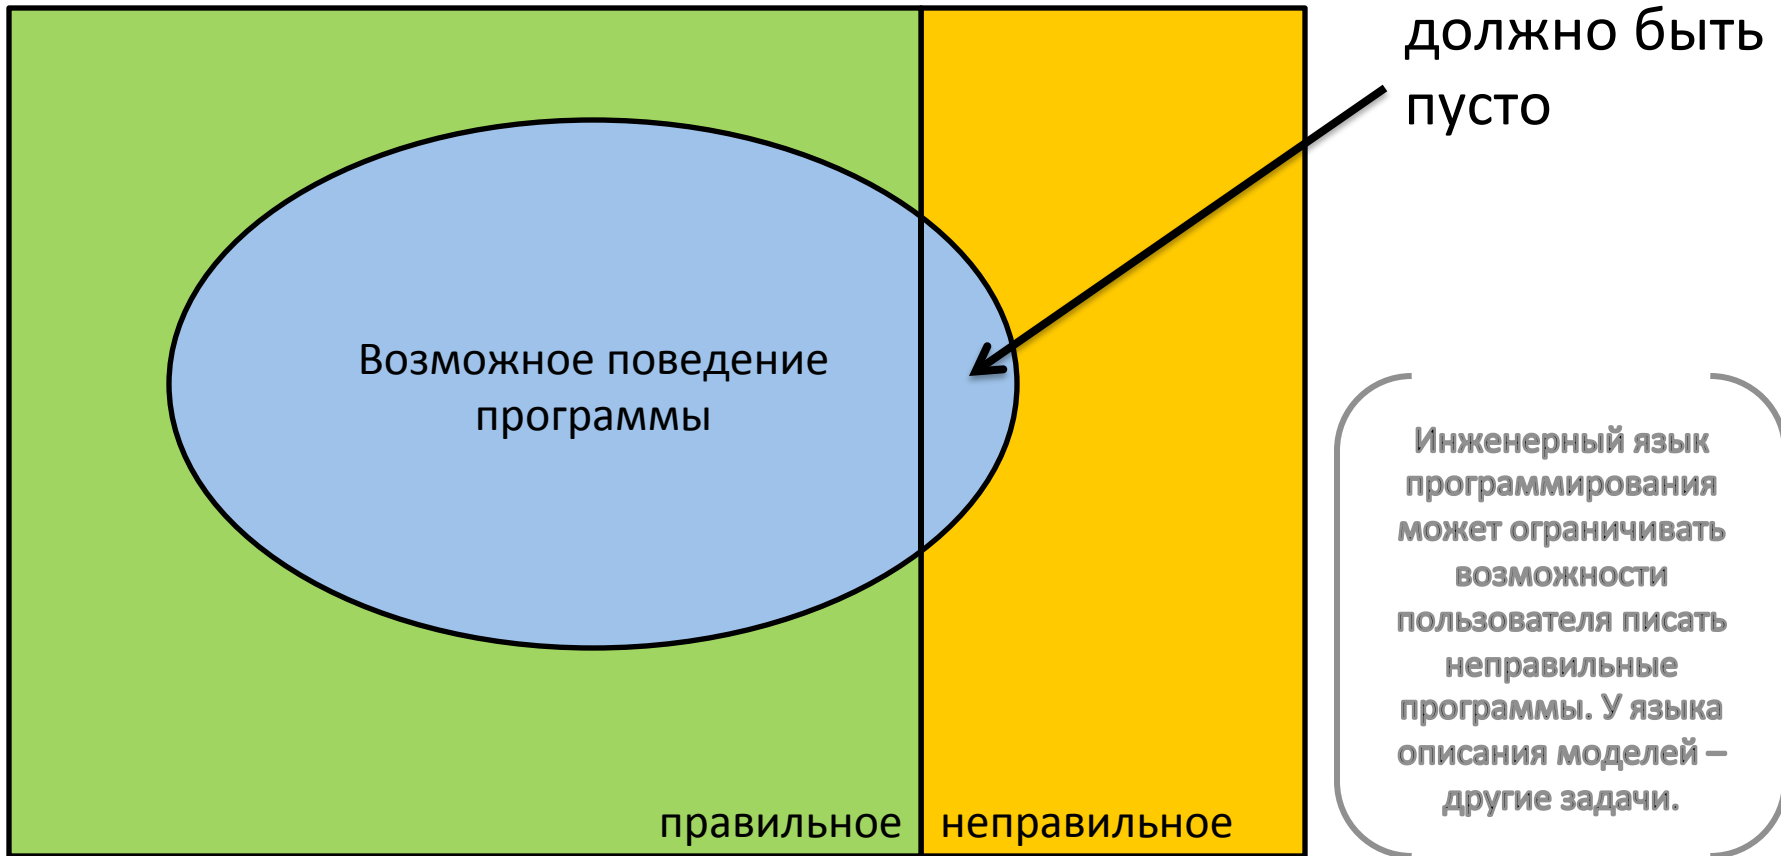 должно быть
пусто
Возможное поведение
программы
Инженерный язык
программирования
может ограничивать
возможности
пользователя писать
неправильные
программы. У языка
описания моделей –
другие задачи.
правильное
неправильное